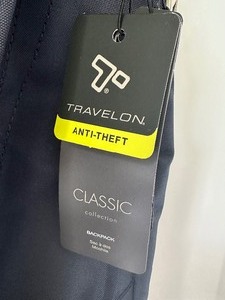 ®
TRAVELON®
ANTI-THEFT
CLASSIC
collection
BACKPACK